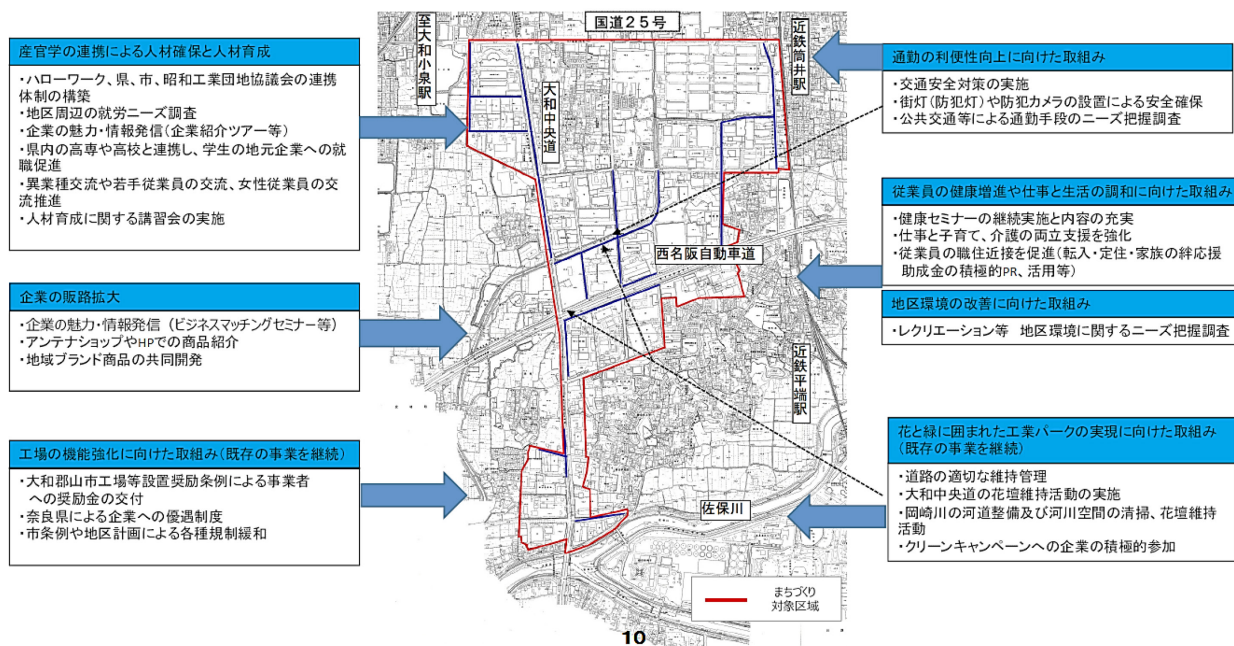 産官学の連携による人材確保と人材育成
・ハローワーク、県、市、昭和工業団地協議会の連携
体制の構築
・地区周辺の就労ニーズ調査
・企業の魅力・情報発信(企業紹介ツアー等)
・県内の高専や高校と連携し、学生の地元企業への就
職促進
・異業種交流や若手従業員の交流、女性従業員の交
流推進
・人材育成に関する講習会の実施
企業の販路拡大
・企業の魅力・情報発信 (ビジネスマッチングセミナー等)
・アンテナショップやHPでの商品紹介
・地域ブランド商品の共同開発
工場の機能強化に向けた取組み(既存の事業を継続)
・大和郡山市工場等設置奨励条例による事業者
への奨励金の交付
・奈良県による企業への優遇制度
・市条例や地区計画による各種規制緩和
国道25号
至大和小泉駅
大和中央道
近鉄筒井駅
西名阪自動車道
近鉄平端駅
佐保川
まちづくり
対象区域
10
通勤の利便性向上に向けた取組み
・交通安全対策の実施
・街灯(防犯灯)や防犯カメラの設置による安全確保
・公共交通等による通勤手段のニーズ把握調査
従業員の健康増進や仕事と生活の調和に向けた取組み
・健康セミナーの継続実施と内容の充実
・仕事と子育て、介護の両立支援を強化
・従業員の職住近接を促進(転入・定住・家族の絆応援
助成金の積極的PR、活用等)
地区環境の改善に向けた取組み
・レクリエーション等 地区環境に関するニーズ把握調査
花と緑に囲まれた工業パークの実現に向けた取組み
(既存の事業を継続)
・道路の適切な維持管理
・大和中央道の花壇維持活動の実施
・岡崎川の河道整備及び河川空間の清掃、花壇維持
活動
・クリーンキャンペーンへの企業の積極的参加